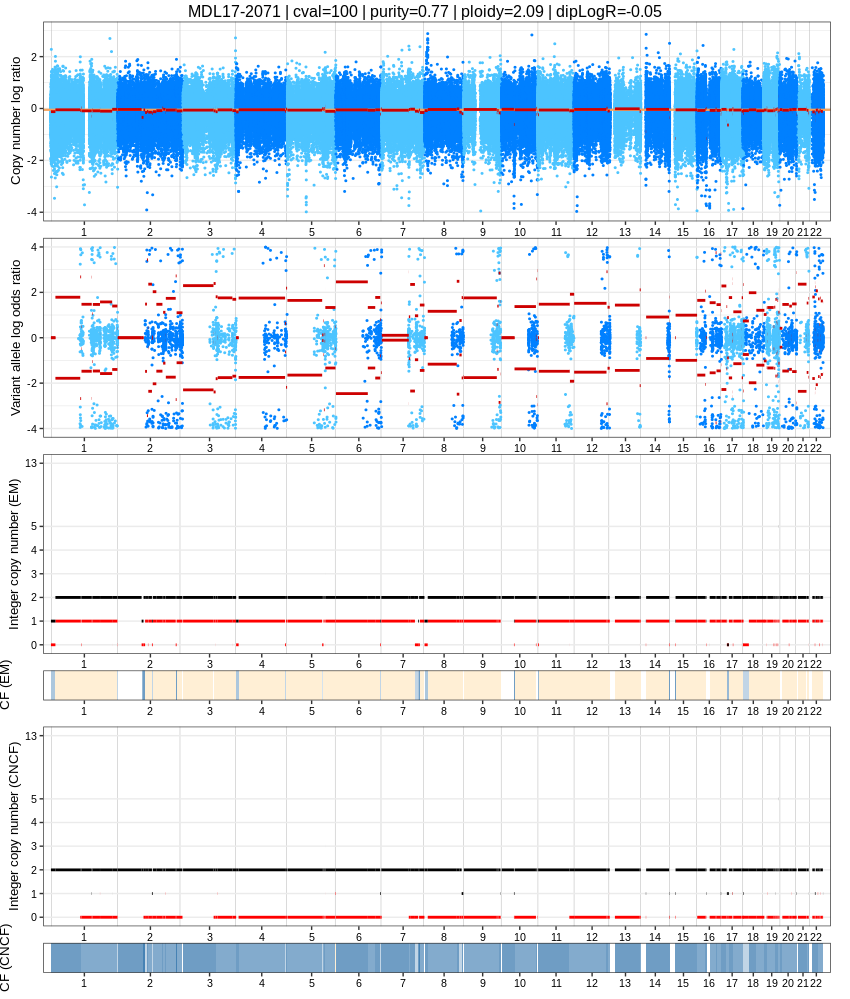 MDL17-2071 | cval=100 | purity=0.77 | ploidy=2.09 | dipLogR=-0.05
Copy number log ratio
2
0
-2
-4
1 2 3 4 5 6 7 8 9 10 11 12 13 14 15 16 17 18 19 20 21 22
Variant allele log odds ratio
4
2
0
-2
-4
1 2 3 4 5 6 7 8 9 10 11 12 13 14 15 16 17 18 19 20 21 22
Integer copy number (EM)
13
5
4
3
2
1
0
1 2 3 4 5 6 7 8 9 10 11 12 13 14 15 16 17 18 19 20 21 22
CF (EM)
1 2 3 4 5 6 7 8 9 10 11 12 13 14 15 16 17 18 19 20 21 22
Integer copy number (CNCF)
13
5
4
3
2
1
0
1 2 3 4 5 6 7 8 9 10 11 12 13 14 15 16 17 18 19 20 21 22
CF (CNCF)
1 2 3 4 5 6 7 8 9 10 11 12 13 14 15 16 17 18 19 20 21 22